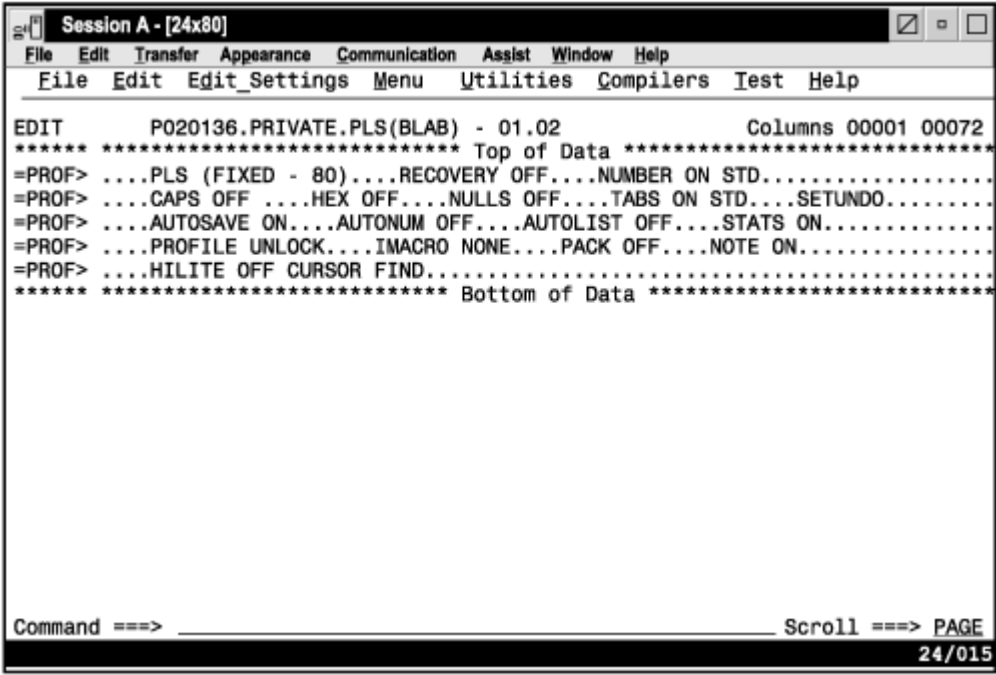 Session A - [24x80]
File Edit Transfer Appearance Communication Assist Window Help
File Edit Edit_Settings Menu Utilities Compilers Test Help
EDIT P020136.PRIVATE.PLS(BLAB) - 01.02 Columns 00001 00072
****** ***************************** Top of Data ******************************
=PROF> ....PLS (FIXED - 80)....RECOVERY OFF....NUMBER ON STD...................
=PROF> ....CAPS OFF ....HEX OFF....NULLS OFF....TABS ON STD....SETUNDO.........
=PROF> ....AUTOSAVE ON....AUTONUM OFF....AUTOLIST OFF....STATS ON..............
=PROF> ....PROFILE UNLOCK....IMACRO NONE....PACK OFF....NOTE ON................
=PROF> ....HILITE OFF CURSOR FIND..............................................
****** **************************** Bottom of Data ****************************
Command ===> Scroll ===> PAGE
24/015